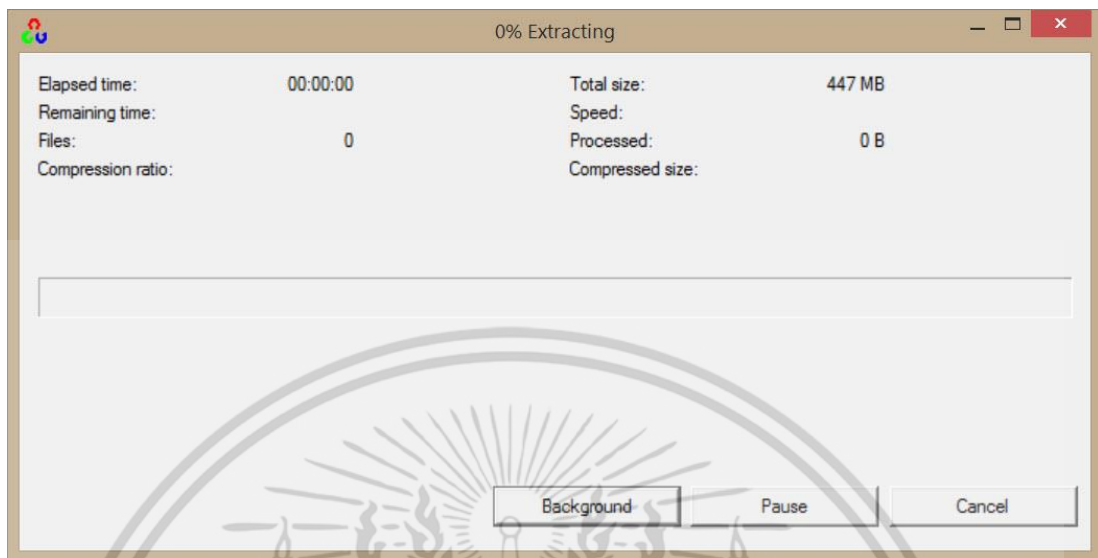 0% Extracting
Elapsed time: 00:00:00 Total size: 447 MB
Remaining time: Speed:
Files: 0 Processed: 0 B
Compression ratio: Compressed size:
Background Pause Cancel